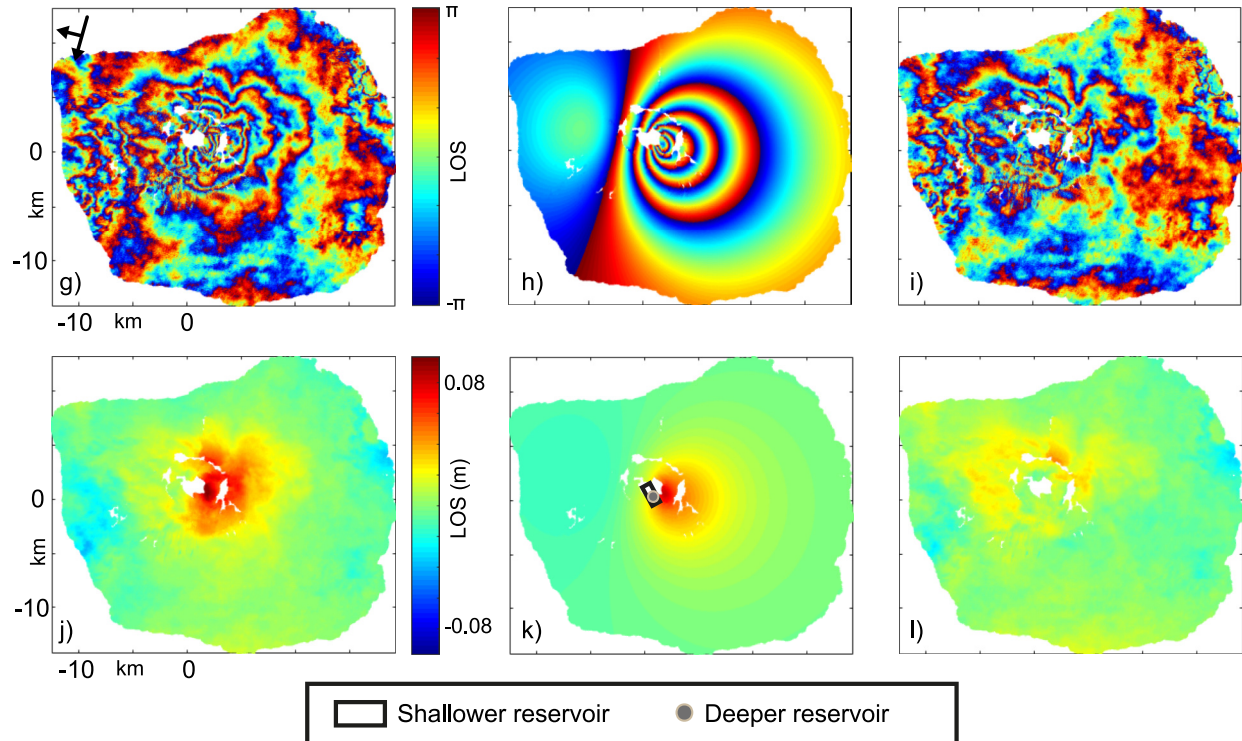 π
LOS
-π
0
km
-10
g)
h)
i)
-10 km 0
0.08
LOS (m)
-0.08
0
km
-10
j)
k)
l)
-10 km 0
Shallower reservoir Deeper reservoir